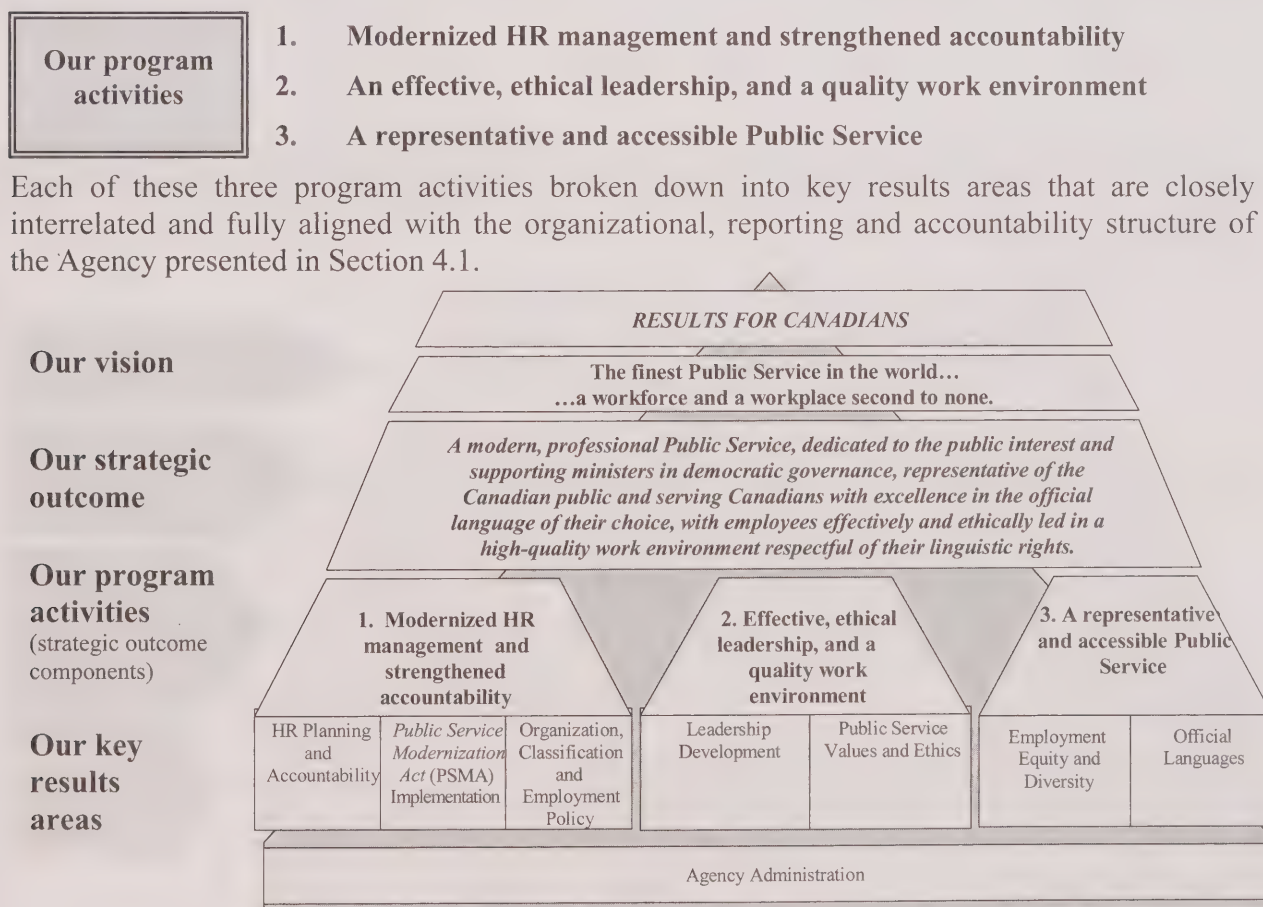 Our program
activities
1. Modernized HR management and strengthened accountability
2. An effective, ethical leadership, and a quality work environment
3. A representative and accessible Public Service
Each of these three program activities broken down into key results areas that are closely
interrelated and fully aligned with the organizational, reporting and accountability structure of
the Agency presented in Section 4.1.
RESULTS FOR CANADIANS
Our vision
The finest Public Service in the world…
…a workforce and a workplace second to none.
Our strategic
outcome
A modern, professional Public Service, dedicated to the public interest and
supporting ministers in democratic governance, representative of the
Canadian public and serving Canadians with excellence in the official
language of their choice, with employees effectively and ethically led in a
high-quality work environment respectful of their linguistic rights.
Our program
activities
(strategic outcome
components)
1. Modernized HR
management and
strengthened
accountability
2. Effective, ethical
leadership, and a
quality work
environment
3. A representative
and accessible Public
Service
Our key
results
areas
HR Planning
and
Accountability
Public Service
Modernization
Act (PSMA)
Implementation
Organization,
Classification
and
Employment
Policy
Leadership
Development
Public Service
Values and Ethics
Employment
Equity and
Diversity
Official
Languages
Agency Administration